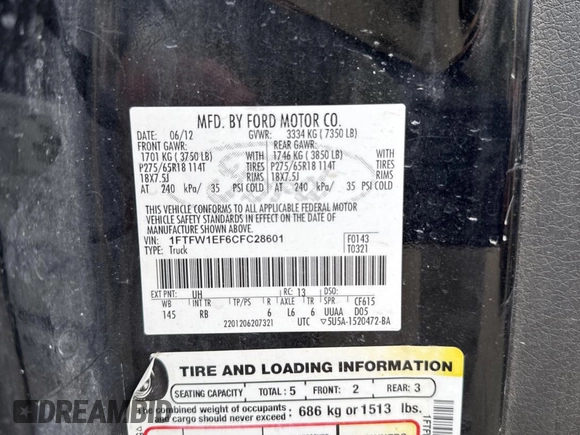 MFD. BY FORD MOTOR CO.
DATE: 06/12 GVWR: 3334 KG ( 7350 LB)
FRONT GAWR: REAR GAWR:
1701 KG ( 3750 LB) WITH 1746 KG ( 3850 LB) WITH
P275/65R18 114T TIRES P275/65R18 114T TIRES
18X7.5J RIMS 18X7.5J RIMS
AT 240 kPa/ 35 PSI COLD AT 240 kPa/ 35 PSI COLD
THIS VEHICLE CONFORMS TO ALL APPLICABLE FEDERAL MOTOR
VEHICLE SAFETY STANDARDS IN EFFECT ON THE DATE OF
MANUFACTURE SHOWN ABOVE.
VIN: 1FTFW1EF6CFC28601 F0143
TYPE: Truck T0321
EXT PNT: UH RC: 13 DSO:
WB INT TR TP/PS R AXLE TR SPR CF615
145 RB 6 L6 6 UUAA D05
2201206207321 UTC ▽5U5A-1520472-BA
TIRE AND LOADING INFORMATION
SEATING CAPACITY TOTAL: 5 FRONT: 2 REAR: 3
The combined weight of occupants
and cargo should never exceed: 686 kg or 1513 lbs.
1FTF
DREAMBID